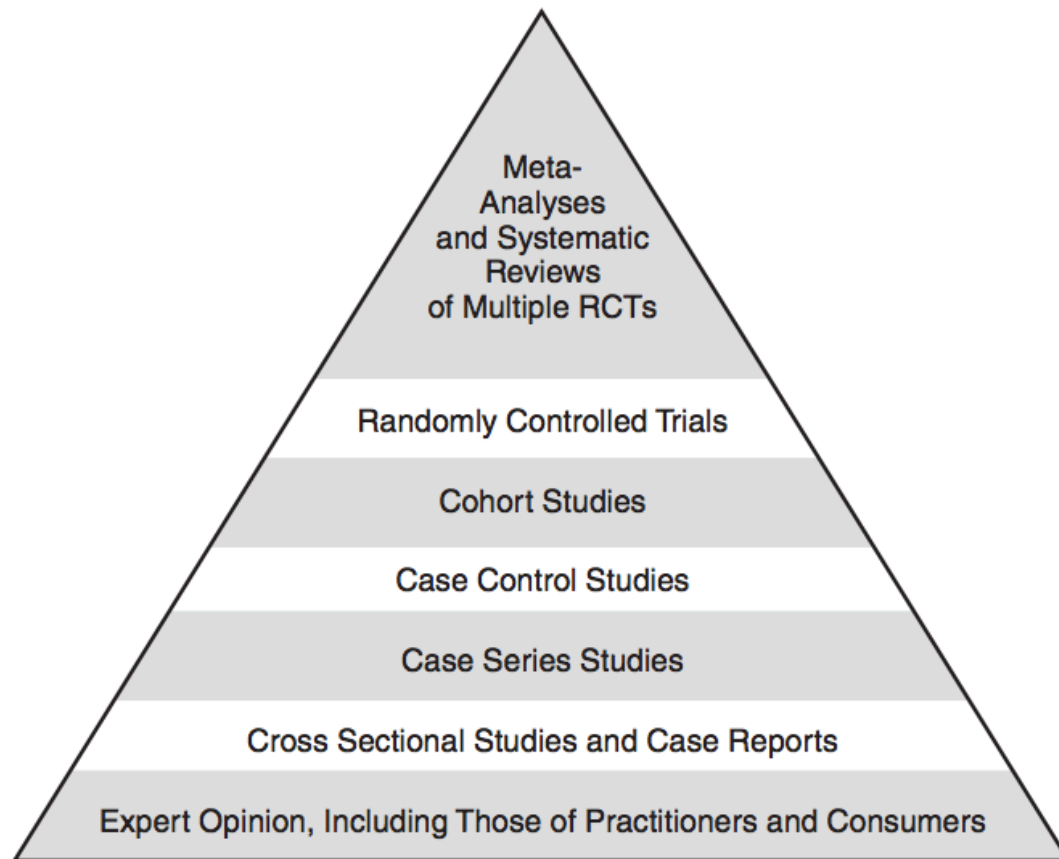 Meta-
Analyses
and Systematic
Reviews
of Multiple RCTs
Randomly Controlled Trials
Cohort Studies
Case Control Studies
Case Series Studies
Cross Sectional Studies and Case Reports
Expert Opinion, Including Those of Practitioners and Consumers